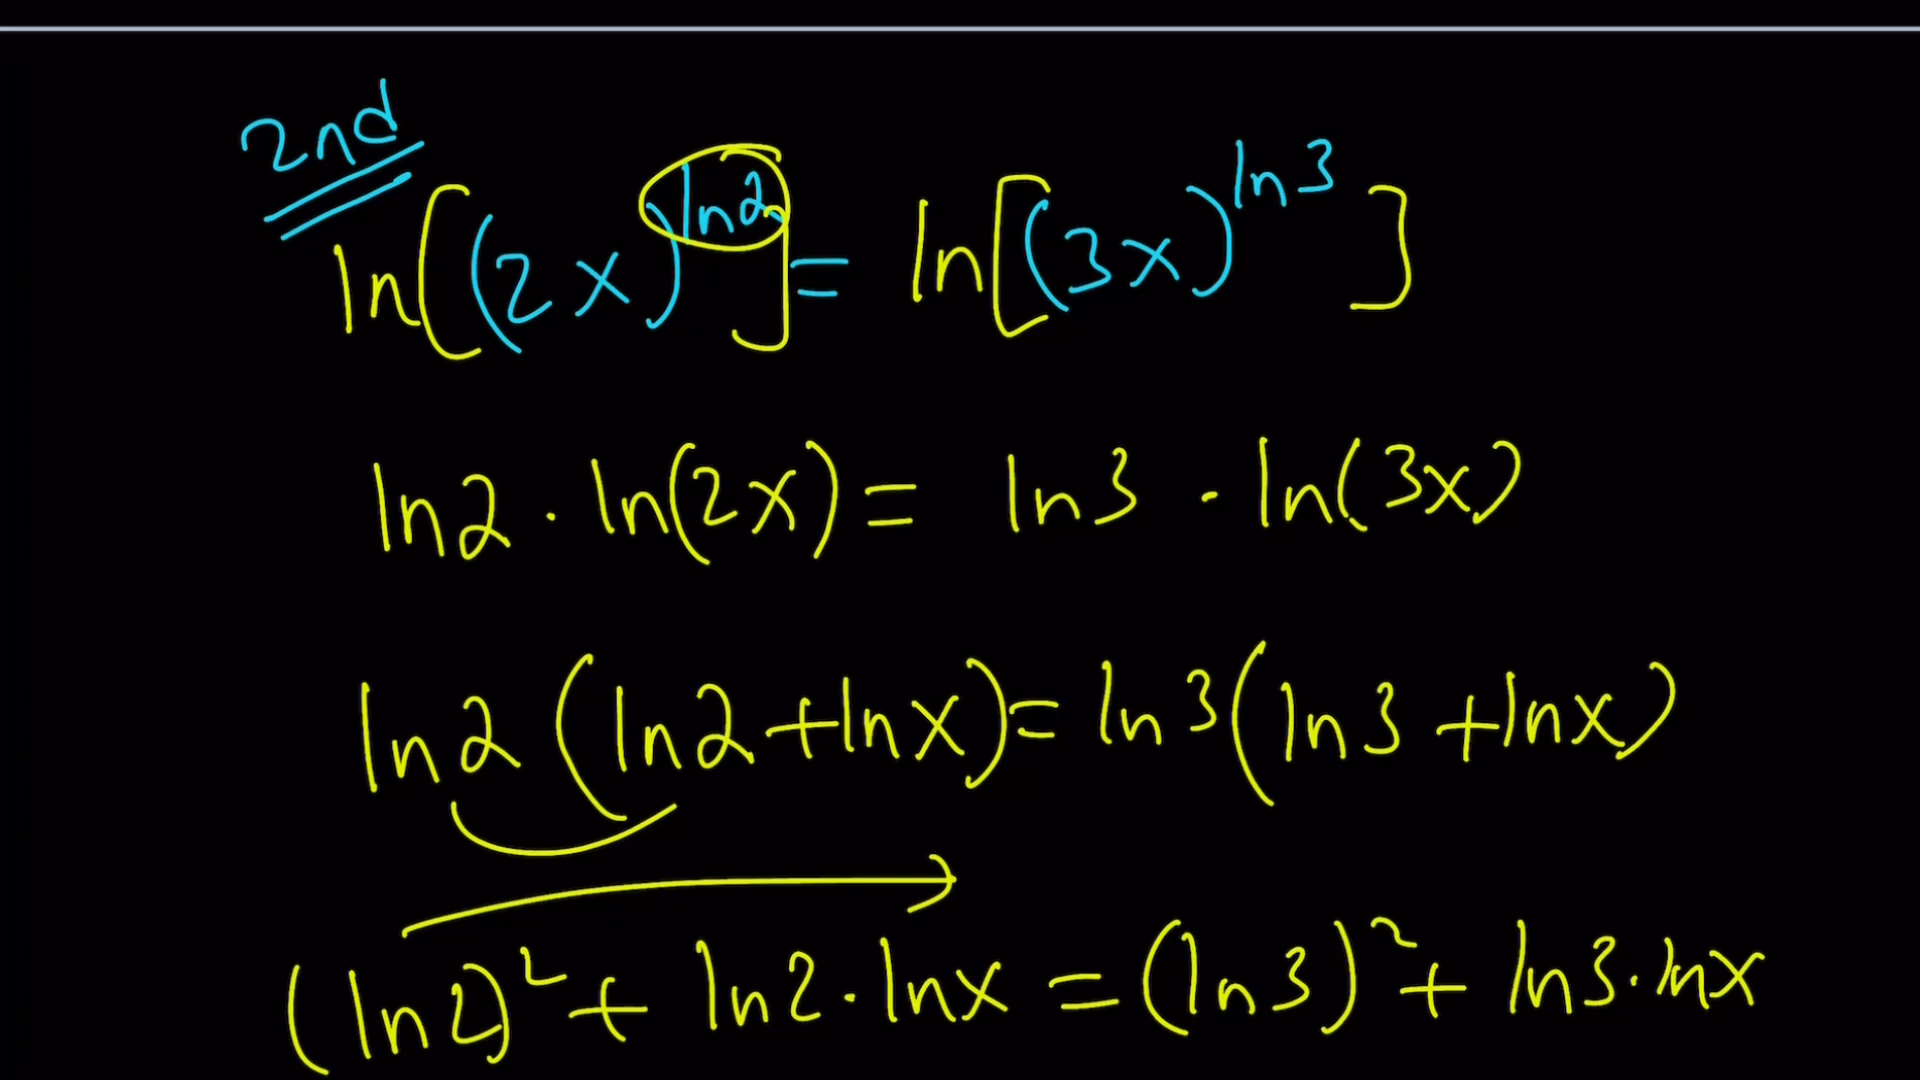 2nd
ln[(2x)^ln2] = ln[(3x)^ln3]
ln2 · ln(2x) = ln3 · ln(3x)
ln2(ln2+lnx) = ln3(ln3+lnx)
(ln2)² + ln2·lnx = (ln3)² + ln3·lnx